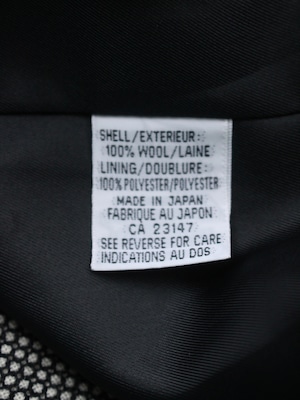 SHELL/EXTERIEUR:
100% WOOL/LAINE
LINING/DOUBLURE:
100% POLYESTER/POLYESTER
MADE IN JAPAN
FABRIQUE AU JAPON
CA 23147
SEE REVERSE FOR CARE
INDICATIONS AU DOS